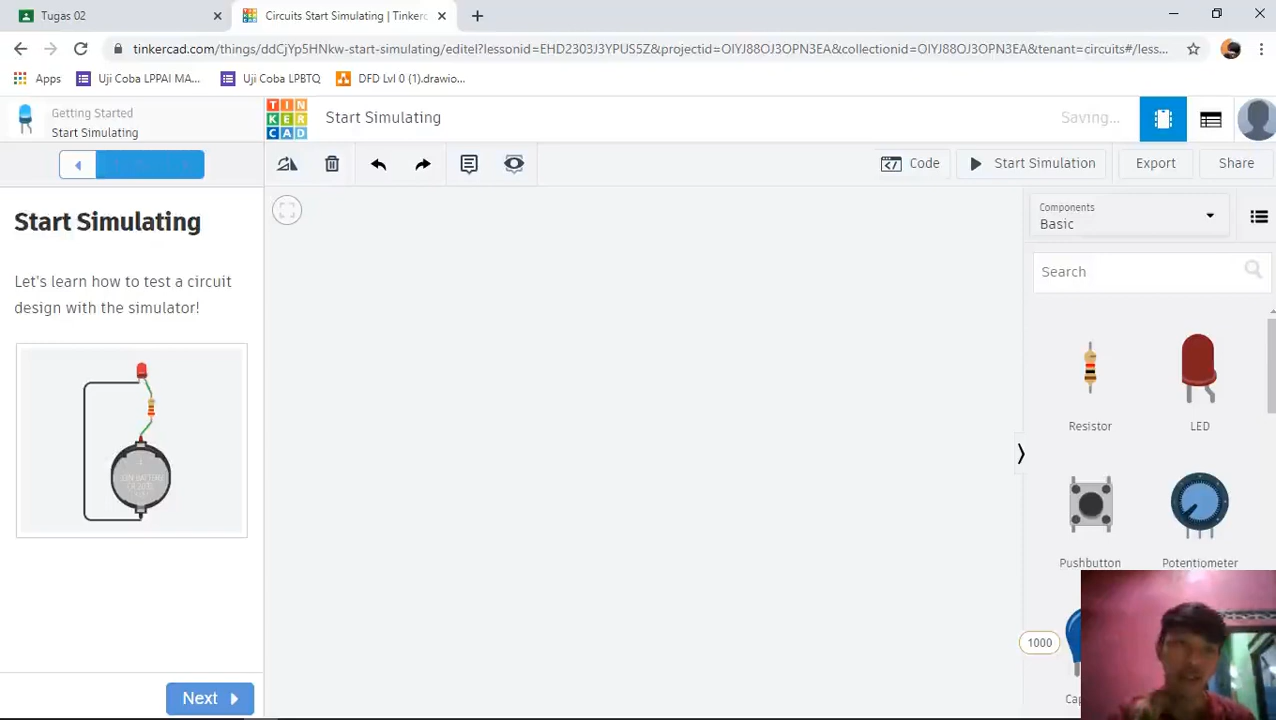 Tugas 02
Circuits Start Simulating | Tinkerc
tinkercad.com/things/ddCjYp5HNkw-start-simulating/editel?lessonid=EHD2303J3YPUS5Z&projectid=OIYJ88OJ3OPN3EA&collectionid=OIYJ88OJ3OPN3EA&tenant=circuits#/less...
Apps
Uji Coba LPPAI MA...
Uji Coba LPBTQ
DFD Lvl 0 (1).drawio...
Getting Started
Start Simulating
TIN
KER
CAD
Start Simulating
Saving...
Code
Start Simulation
Export
Share
Start Simulating
Let's learn how to test a circuit
design with the simulator!
Next
Components
Basic
Search
Resistor
LED
Pushbutton
Potentiometer
1000